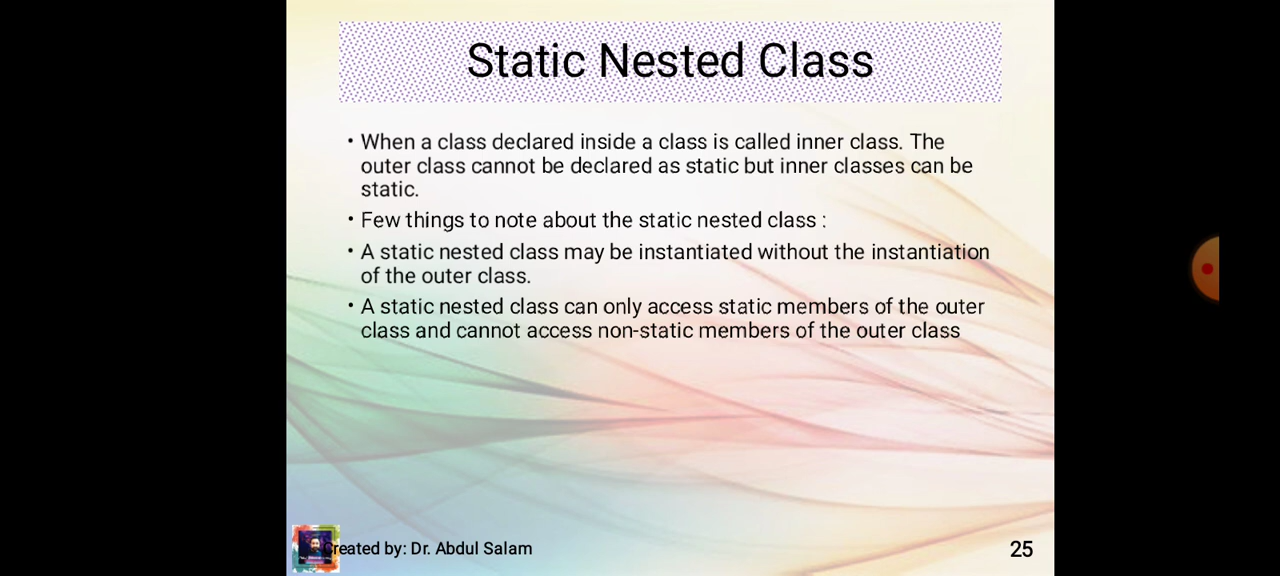 Static Nested Class
• When a class declared inside a class is called inner class. The
outer class cannot be declared as static but inner classes can be
static.
• Few things to note about the static nested class :
• A static nested class may be instantiated without the instantiation
of the outer class.
• A static nested class can only access static members of the outer
class and cannot access non-static members of the outer class
Created by: Dr. Abdul Salam
25